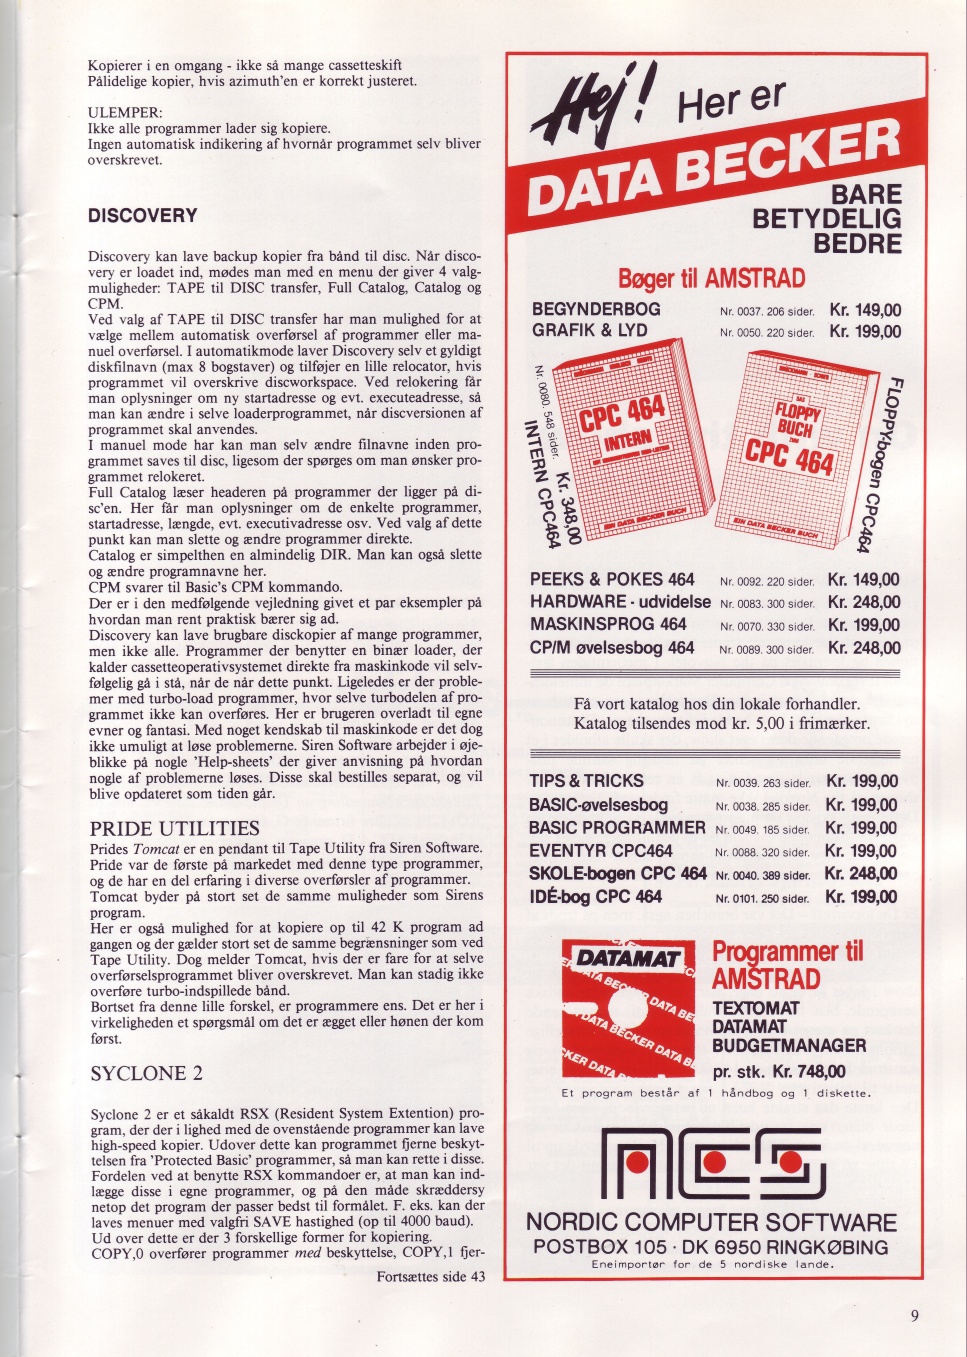 Kopierer i en omgang - ikke så mange cassetteskift
Pålidelige kopier, hvis azimuth'en er korrekt justeret.
ULEMPER:
Ikke alle programmer lader sig kopiere.
Ingen automatisk indikering af hvornår programmet selv bliver
overskrevet.
DISCOVERY
Discovery kan lave backup kopier fra bånd til disc. Når disco-
very er loadet ind, mødes man med en menu der giver 4 valg-
muligheder: TAPE til DISC transfer, Full Catalog, Catalog og
CPM.
Ved valg af TAPE til DISC transfer har man mulighed for at
vælge mellem automatisk overførsel af programmer eller ma-
nuel overførsel. I automatikmode laver Discovery selv et gyldigt
diskfilnavn (max 8 bogstaver) og tilføjer en lille relocator, hvis
programmet vil overskrive discworkspace. Ved relokering får
man oplysninger om ny startadresse og evt. executeadresse, så
man kan ændre i selve loaderprogrammet, når discversionen af
programmet skal anvendes.
I manuel mode har kan man selv ændre filnavne inden pro-
grammet saves til disc, ligesom der spørges om man ønsker pro-
grammet relokeret.
Full Catalog læser headeren på programmer der ligger på di-
sc'en. Her får man oplysninger om de enkelte programmer,
startadresse, længde, evt. executivadresse osv. Ved valg af dette
punkt kan man slette og ændre programmer direkte.
Catalog er simpelthen en almindelig DIR. Man kan også slette
og ændre programnavne her.
CPM svarer til Basic's CPM kommando.
Der er i den medfølgende vejledning givet et par eksempler på
hvordan man rent praktisk bærer sig ad.
Discovery kan lave brugbare disckopier af mange programmer,
men ikke alle. Programmer der benytter en binær loader, der
kalder cassetteoperativsystemet direkte fra maskinkode vil selv-
følgelig gå i stå, når de når dette punkt. Ligeledes er der proble-
mer med turbo-load programmer, hvor selve turbodelen af pro-
grammet ikke kan overføres. Her er brugeren overladt til egne
evner og fantasi. Med noget kendskab til maskinkode er det dog
ikke umuligt at løse problemerne. Siren Software arbejder i øje-
blikke på nogle 'Help-sheets' der giver anvisning på hvordan
nogle af problemerne løses. Disse skal bestilles separat, og vil
blive opdateret som tiden går.
PRIDE UTILITIES
Prides Tomcat er en pendant til Tape Utility fra Siren Software.
Pride var de første på markedet med denne type programmer,
og de har en del erfaring i diverse overførsler af programmer.
Tomcat byder på stort set de samme muligheder som Sirens
program.
Her er også mulighed for at kopiere op til 42 K program ad
gangen og der gælder stort set de samme begrænsninger som ved
Tape Utility. Dog melder Tomcat, hvis der er fare for at selve
overførselsprogrammet bliver overskrevet. Man kan stadig ikke
overføre turbo-indspillede bånd.
Bortset fra denne lille forskel, er programmere ens. Det er her i
virkeligheden et spørgsmål om det er ægget eller hønen der kom
først.
SYCLONE 2
Syclone 2 er et såkaldt RSX (Resident System Extention) pro-
gram, der der i lighed med de ovenstående programmer kan lave
high-speed kopier. Udover dette kan programmet fjerne beskyt-
telsen fra 'Protected Basic' programmer, så man kan rette i disse.
Fordelen ved at benytte RSX kommandoer er, at man kan ind-
lægge disse i egne programmer, og på den måde skræddersy
netop det program der passer bedst til formålet. F. eks. kan der
laves menuer med valgfri SAVE hastighed (op til 4000 baud).
Ud over dette er der 3 forskellige former for kopiering.
COPY,0 overfører programmer med beskyttelse, COPY,1 fjer-
Fortsættes side 43
Hej! Her er
DATA BECKER
BARE
BETYDELIG
BEDRE
Bøger til AMSTRAD
BEGYNDERBOG Nr. 0037. 206 sider. Kr. 149,00
GRAFIK & LYD Nr. 0050. 220 sider. Kr. 199,00
Nr. 0080. 548 sider. Kr. 348,00
INTERN CPC464
CPC 464
INTERN
EIN DATA BECKER BUCH
DAS
FLOPPY
BUCH
ZUM
CPC 464
EIN DATA BECKER BUCH
FLOPPYbogen CPC464
PEEKS & POKES 464 Nr. 0092. 220 sider. Kr. 149,00
HARDWARE - udvidelse Nr. 0083. 300 sider. Kr. 248,00
MASKINSPROG 464 Nr. 0070. 330 sider. Kr. 199,00
CP/M øvelsesbog 464 Nr. 0089. 300 sider. Kr. 248,00
Få vort katalog hos din lokale forhandler.
Katalog tilsendes mod kr. 5,00 i frimærker.
TIPS & TRICKS Nr. 0039. 263 sider. Kr. 199,00
BASIC-øvelsesbog Nr. 0038. 285 sider. Kr. 199,00
BASIC PROGRAMMER Nr. 0049. 185 sider. Kr. 199,00
EVENTYR CPC464 Nr. 0088. 320 sider. Kr. 199,00
SKOLE-bogen CPC 464 Nr. 0040. 389 sider. Kr. 248,00
IDÉ-bog CPC 464 Nr. 0101. 250 sider. Kr. 199,00
DATAMAT
DATA BECKER DATA BE
DATA BECKER DATA B
CKER DATA
Programmer til
AMSTRAD
TEXTOMAT
DATAMAT
BUDGETMANAGER
pr. stk. Kr. 748,00
Et program består af 1 håndbog og 1 diskette.
NCS
NORDIC COMPUTER SOFTWARE
POSTBOX 105 · DK 6950 RINGKØBING
Eneimportør for de 5 nordiske lande.
9